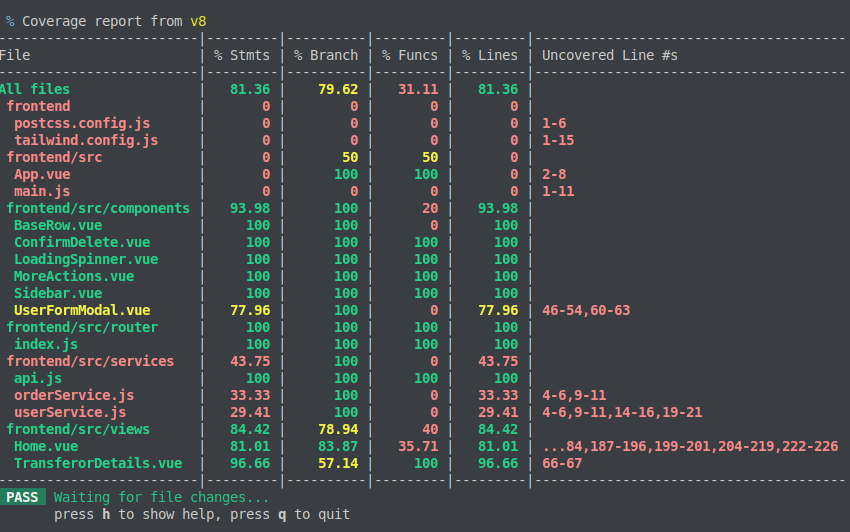 % Coverage report from v8
--------------------------|---------|----------|---------|---------|---------------------------------------
File                      | % Stmts | % Branch | % Funcs | % Lines | Uncovered Line #s
--------------------------|---------|----------|---------|---------|---------------------------------------
All files                 |   81.36 |    79.62 |   31.11 |   81.36 |
 frontend                 |       0 |        0 |       0 |       0 |
  postcss.config.js       |       0 |        0 |       0 |       0 | 1-6
  tailwind.config.js      |       0 |        0 |       0 |       0 | 1-15
 frontend/src             |       0 |       50 |      50 |       0 |
  App.vue                 |       0 |      100 |     100 |       0 | 2-8
  main.js                 |       0 |        0 |       0 |       0 | 1-11
 frontend/src/components  |   93.98 |      100 |      20 |   93.98 |
  BaseRow.vue             |     100 |      100 |       0 |     100 |
  ConfirmDelete.vue       |     100 |      100 |     100 |     100 |
  LoadingSpinner.vue      |     100 |      100 |     100 |     100 |
  MoreActions.vue         |     100 |      100 |     100 |     100 |
  Sidebar.vue             |     100 |      100 |     100 |     100 |
  UserFormModal.vue       |   77.96 |      100 |       0 |   77.96 | 46-54,60-63
 frontend/src/router      |     100 |      100 |     100 |     100 |
  index.js                |     100 |      100 |     100 |     100 |
 frontend/src/services    |   43.75 |      100 |       0 |   43.75 |
  api.js                  |     100 |      100 |     100 |     100 |
  orderService.js         |   33.33 |      100 |       0 |   33.33 | 4-6,9-11
  userService.js          |   29.41 |      100 |       0 |   29.41 | 4-6,9-11,14-16,19-21
 frontend/src/views       |   84.42 |    78.94 |      40 |   84.42 |
  Home.vue                |   81.01 |    83.87 |   35.71 |   81.01 | ...84,187-196,199-201,204-219,222-226
  TransferorDetails.vue   |   96.66 |    57.14 |     100 |   96.66 | 66-67
--------------------------|---------|----------|---------|---------|---------------------------------------
PASS  Waiting for file changes...
press h to show help, press q to quit